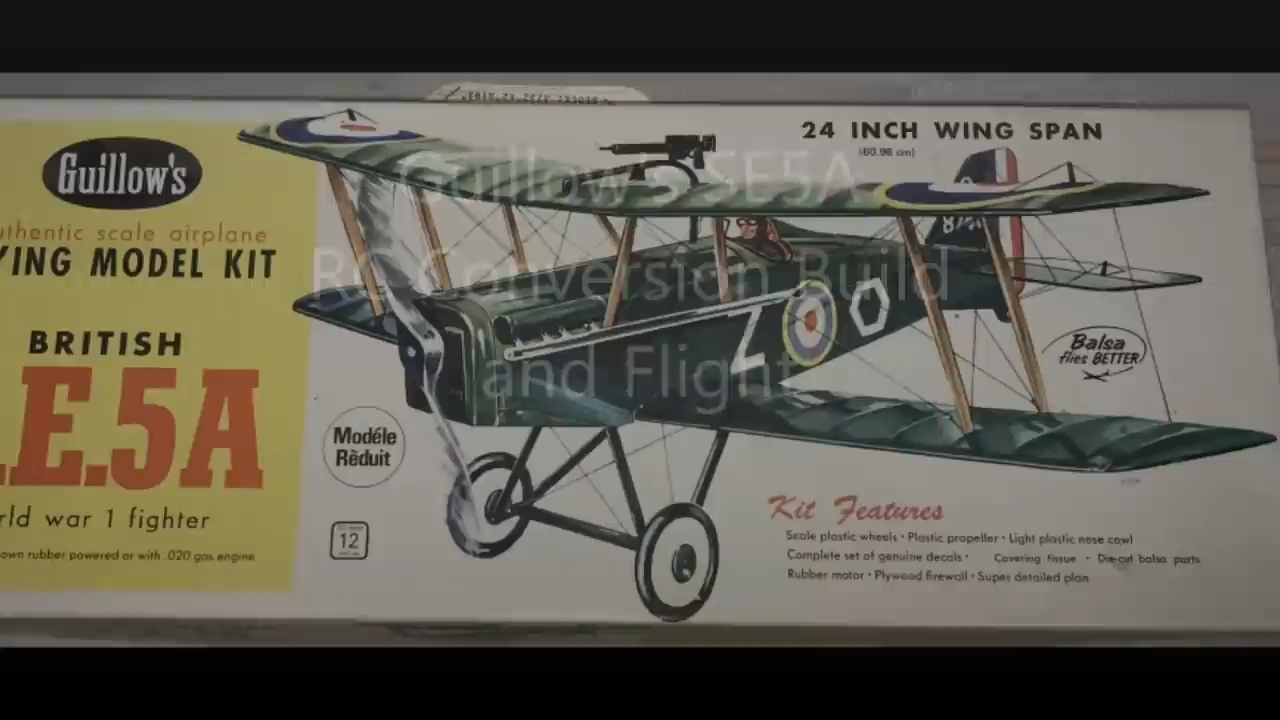 24 INCH WING SPAN
(60.96 cm)
Guillow's
Guillow's SE5A
RC Conversion Build
and Flight
uthentic scale airplane
YING MODEL KIT
BRITISH
.E.5A
rld war 1 fighter
own rubber powered or with .020 gas engine
Modéle
Rèduit
12
Z
Balsa
flies BETTER
Kit Features
Scale plastic wheels • Plastic propeller • Light plastic nose cowl
Complete set of genuine decals • Covering tissue • Die-cut balsa parts
Rubber motor • Plywood firewall • Super detailed plan